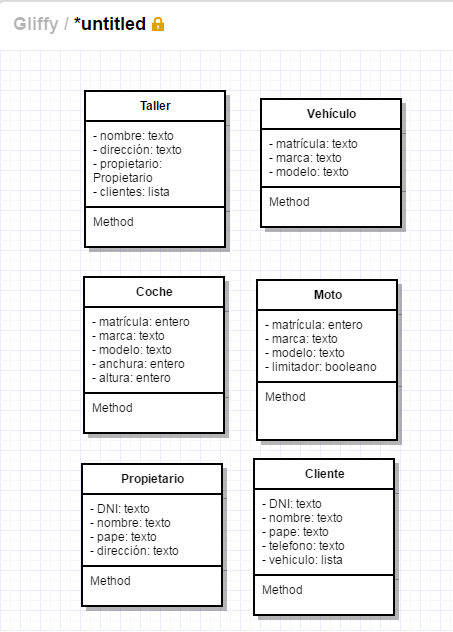 Gliffy / *untitled
Taller
- nombre: texto
- dirección: texto
- propietario:
Propietario
- clientes: lista
Method
Vehículo
- matrícula: texto
- marca: texto
- modelo: texto
Method
Coche
- matrícula: entero
- marca: texto
- modelo: texto
- anchura: entero
- altura: entero
Method
Moto
- matrícula: entero
- marca: texto
- modelo: texto
- limitador: booleano
Method
Propietario
- DNI: texto
- nombre: texto
- pape: texto
- dirección: texto
Method
Cliente
- DNI: texto
- nombre: texto
- pape: texto
- telefono: texto
- vehiculo: lista
Method